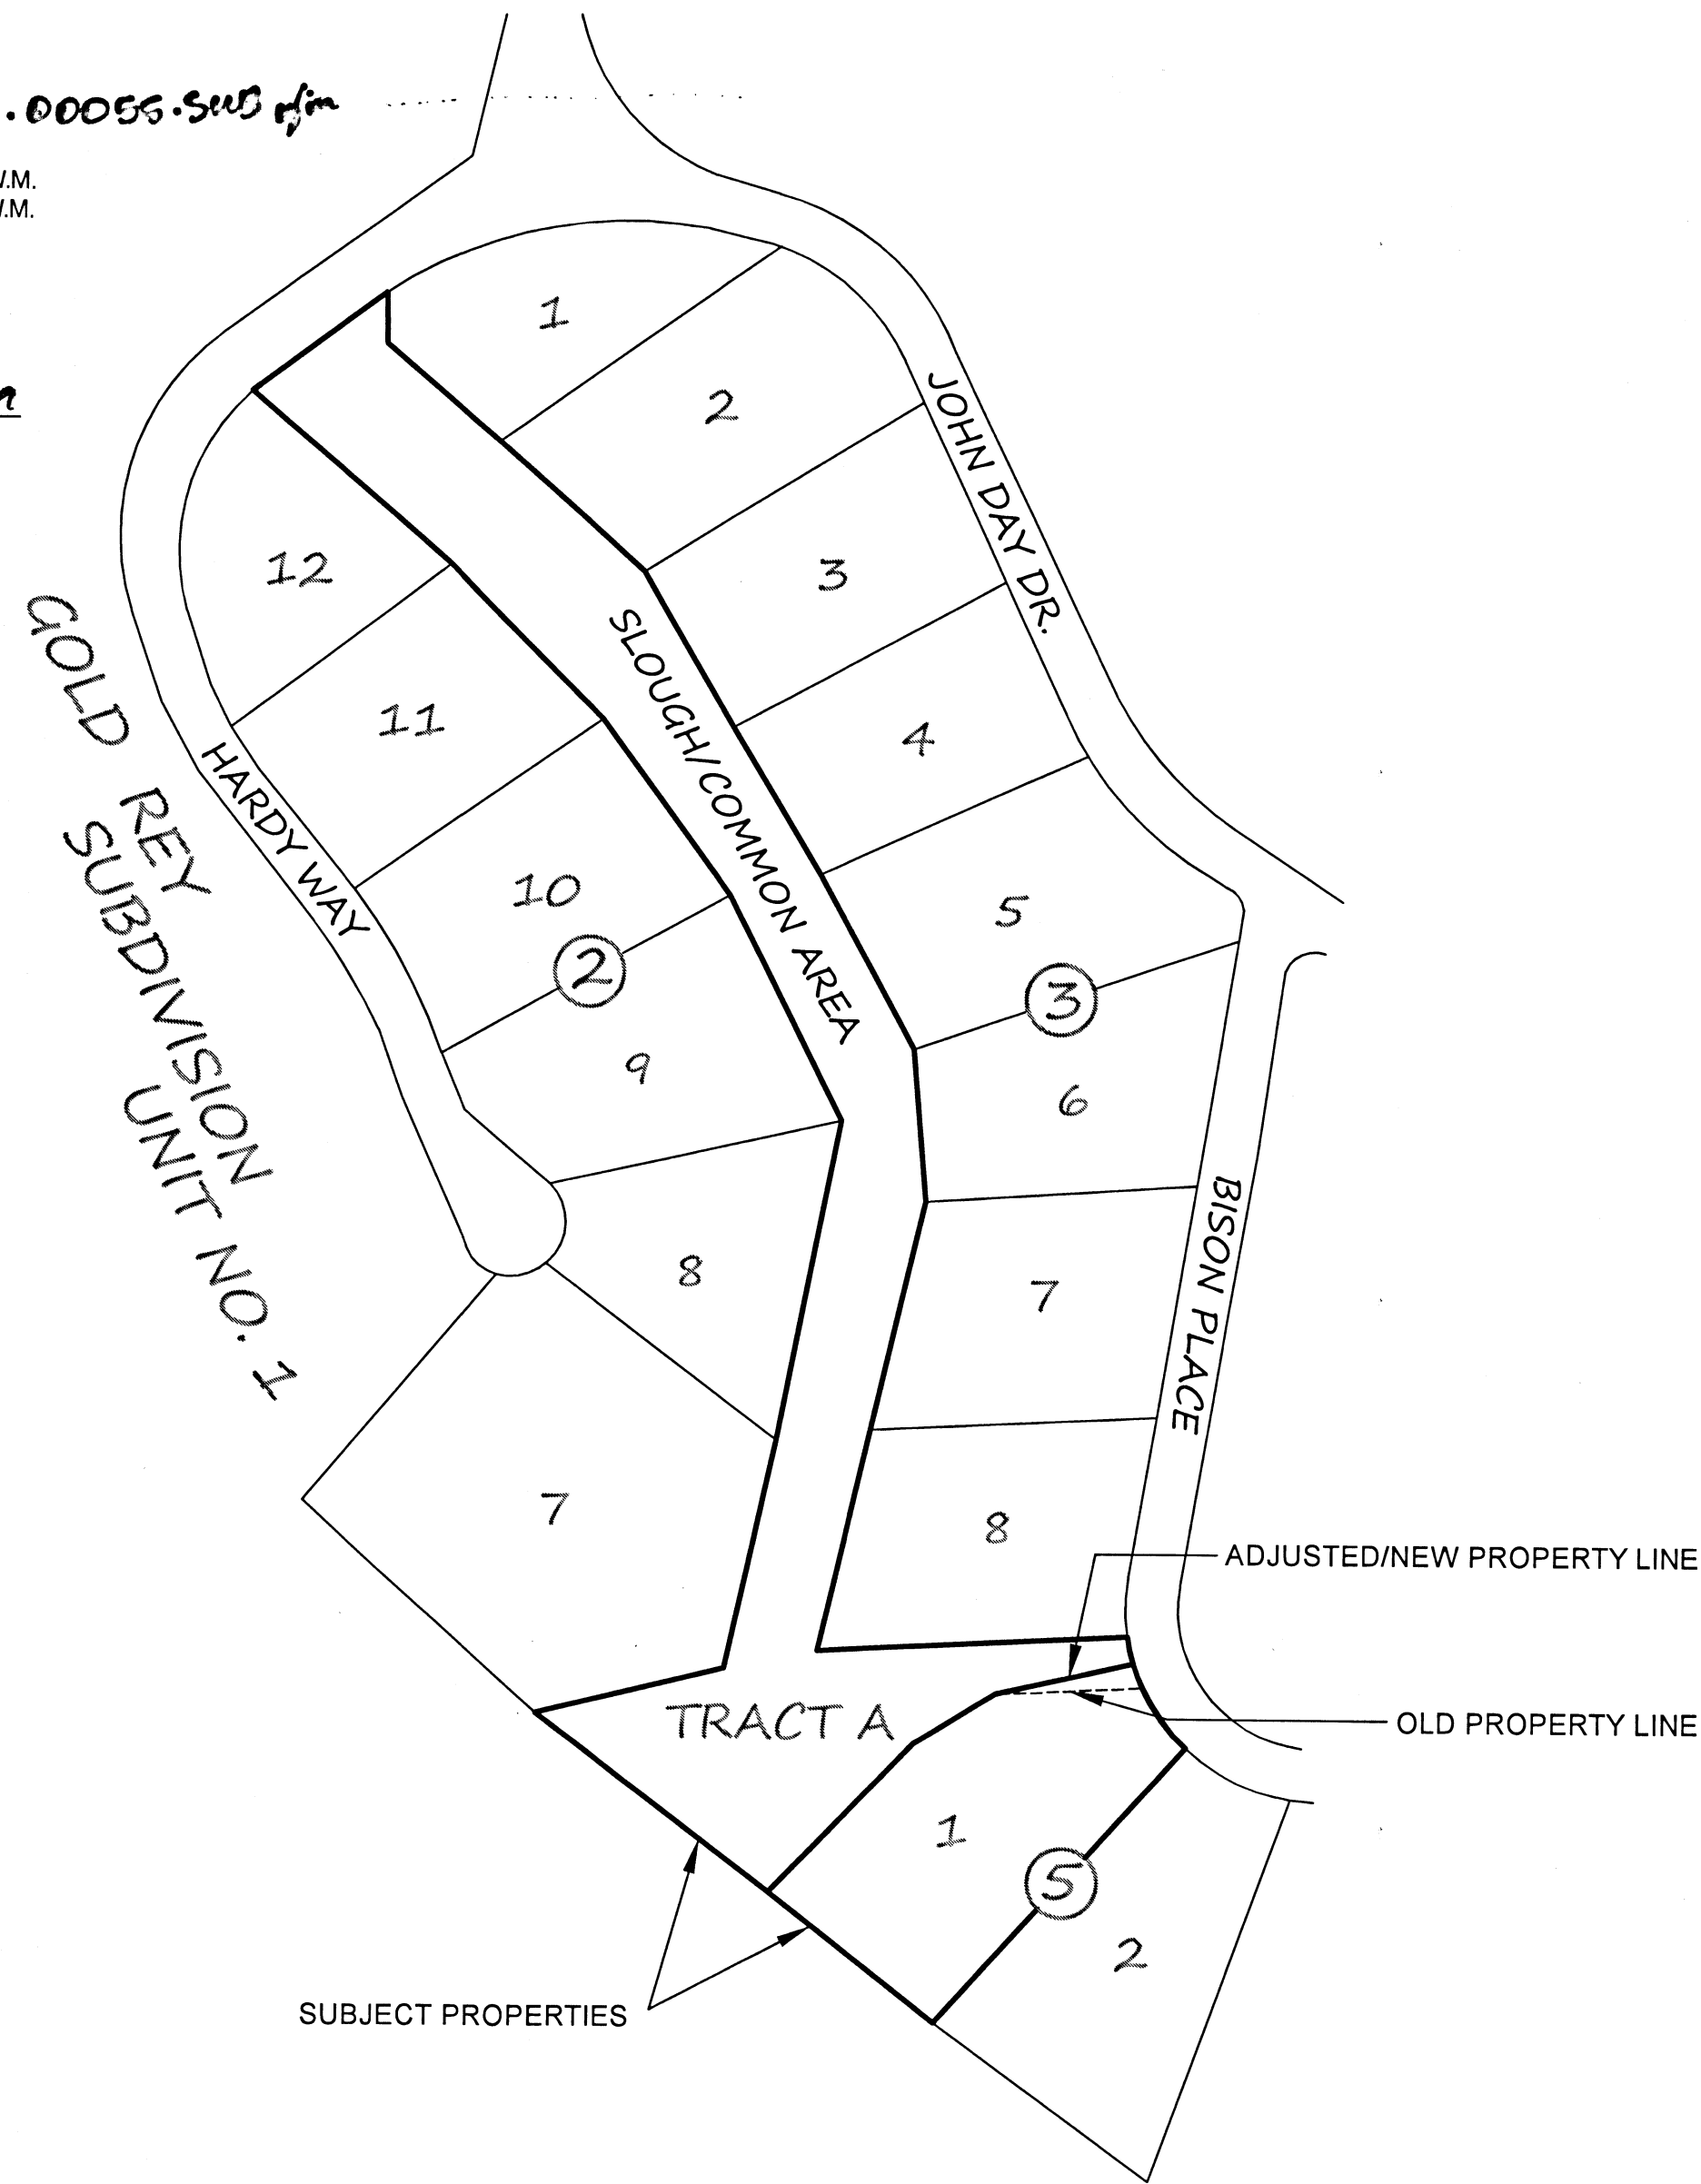 .00055.SUB
W.M.
W.M.
1
2
JOHN DAY DR.
3
12
SLOUGH/COMMON AREA
11
4
GOLD REY
SUBDIVISION
UNIT NO. 1
HARDY WAY
10
5
2
3
9
6
BISON PLACE
8
7
7
8
ADJUSTED/NEW PROPERTY LINE
TRACT A
OLD PROPERTY LINE
1
5
2
SUBJECT PROPERTIES